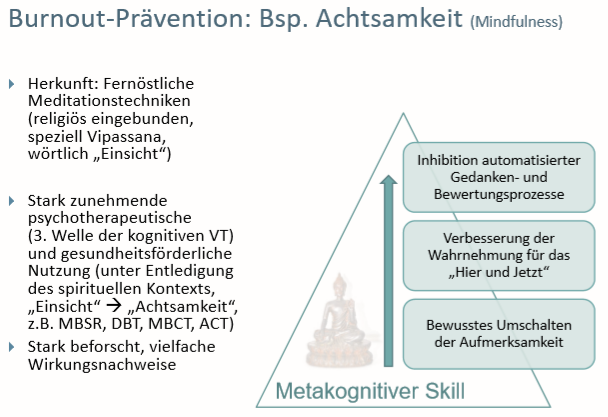 Burnout-Prävention: Bsp. Achtsamkeit (Mindfulness)
Herkunft: Fernöstliche
Meditationstechniken
(religiös eingebunden,
speziell Vipassana,
wörtlich „Einsicht“)
Stark zunehmende
psychotherapeutische
(3. Welle der kognitiven VT)
und gesundheitsförderliche
Nutzung (unter Entledigung
des spirituellen Kontexts,
„Einsicht“ → „Achtsamkeit“,
z.B. MBSR, DBT, MBCT, ACT)
Stark beforscht, vielfache
Wirkungsnachweise
Inhibition automatisierter
Gedanken- und
Bewertungsprozesse
Verbesserung der
Wahrnehmung für das
„Hier und Jetzt“
Bewusstes Umschalten
der Aufmerksamkeit
Metakognitiver Skill